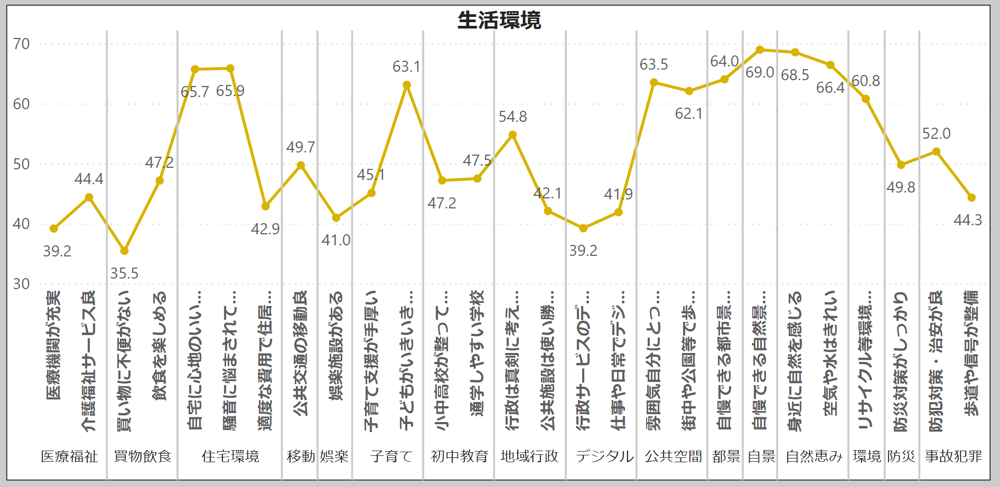 生活環境
70
60
50
40
30
39.2
44.4
35.5
47.2
65.7
65.9
42.9
49.7
41.0
45.1
63.1
47.2
47.5
54.8
42.1
39.2
41.9
63.5
62.1
64.0
69.0
68.5
66.4
60.8
49.8
52.0
44.3
医療機関が充実
介護福祉サービス良
買い物に不便がない
飲食を楽しめる
自宅に心地のいい…
騒音に悩まされて…
適度な費用で住居…
公共交通の移動良
娯楽施設がある
子育て支援が手厚い
子どもがいきいき…
小中高校が整って…
通学しやすい学校
行政は真剣に考え…
公共施設は使い勝…
行政サービスのデ…
仕事や日常でデジ…
雰囲気自分にとっ…
街中や公園等で歩…
自慢できる都市景…
自慢できる自然景…
身近に自然を感じる
空気や水はきれい
リサイクル等環境…
防災対策がしっかり
防犯対策・治安が良
歩道や信号が整備
医療福祉
買物飲食
住宅環境
移動
娯楽
子育て
初中教育
地域行政
デジタル
公共空間
都景
自景
自然恵み
環境
防災
事故犯罪